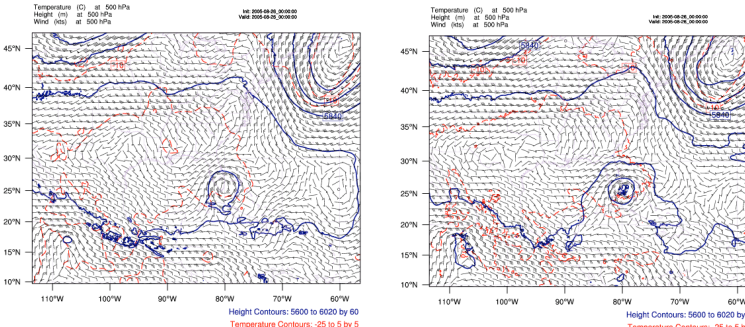 Temperature (C) at 500 hPa
Height (m) at 500 hPa
Wind (kts) at 500 hPa
Init: 2005-08-26_00:00:00
Valid: 2005-08-26_00:00:00
45°N
40°N
35°N
30°N
25°N
20°N
15°N
10°N
110°W 100°W 90°W 80°W 70°W 60°W
5840
Height Contours: 5600 to 6020 by 60
Temperature Contours: -25 to 5 by 5
Temperature (C) at 500 hPa
Height (m) at 500 hPa
Wind (kts) at 500 hPa
Init: 2005-08-26_00:00:00
Valid: 2005-08-26_00:00:00
45°N
40°N
35°N
30°N
25°N
20°N
15°N
10°N
110°W 100°W 90°W 80°W 70°W 60°W
5840
5840
Height Contours: 5600 to 6020 by
Temperature Contours: -25 to 5 b